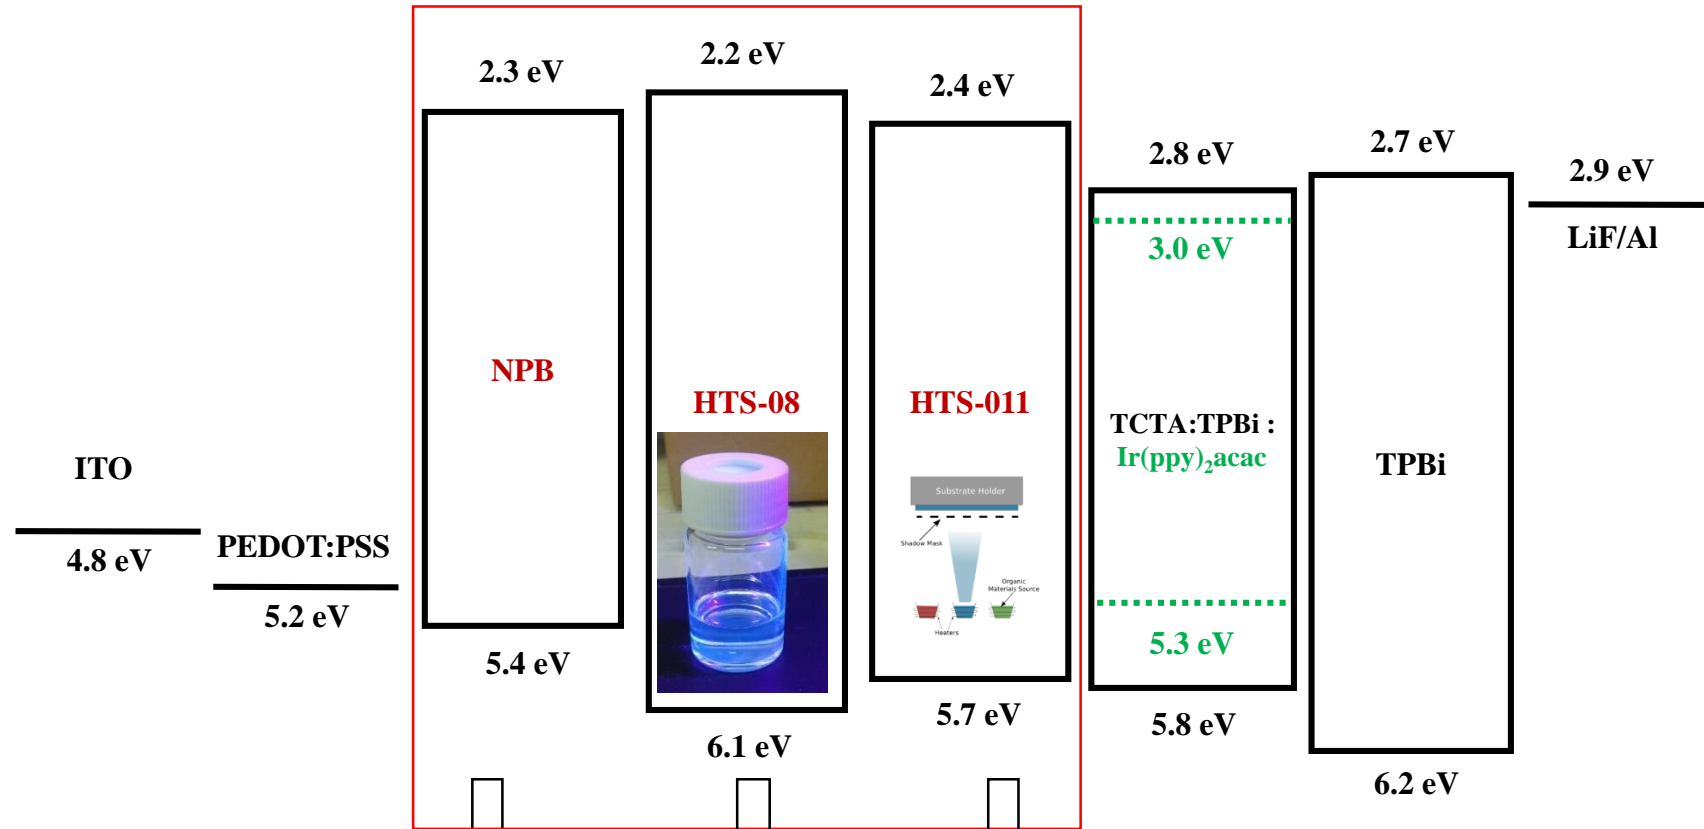 ITO
4.8 eV
PEDOT:PSS
5.2 eV
2.3 eV
NPB
5.4 eV
2.2 eV
HTS-08
6.1 eV
2.4 eV
HTS-011
Substrate Holder
Shadow Mask
Organic
Materials Source
Heaters
5.7 eV
2.8 eV
3.0 eV
TCTA:TPBi :
Ir(ppy)₂acac
5.3 eV
5.8 eV
2.7 eV
TPBi
6.2 eV
2.9 eV
LiF/Al